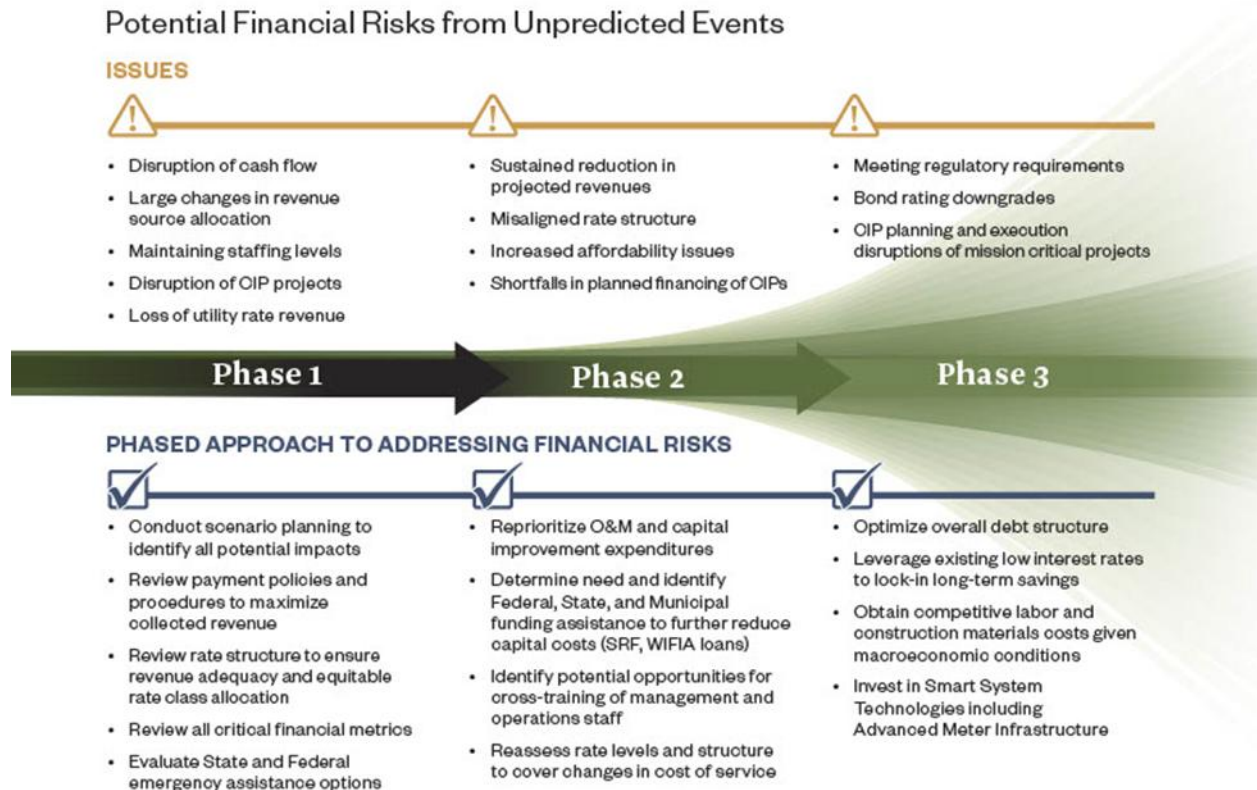 Potential Financial Risks from Unpredicted Events
ISSUES
• Disruption of cash flow
• Large changes in revenue
source allocation
• Maintaining staffing levels
• Disruption of CIP projects
• Loss of utility rate revenue
• Sustained reduction in
projected revenues
• Misaligned rate structure
• Increased affordability issues
• Shortfalls in planned financing of CIPs
• Meeting regulatory requirements
• Bond rating downgrades
• CIP planning and execution
disruptions of mission critical projects
Phase 1
Phase 2
Phase 3
PHASED APPROACH TO ADDRESSING FINANCIAL RISKS
• Conduct scenario planning to
identify all potential impacts
• Review payment policies and
procedures to maximize
collected revenue
• Review rate structure to ensure
revenue adequacy and equitable
rate class allocation
• Review all critical financial metrics
• Evaluate State and Federal
emergency assistance options
• Reprioritize O&M and capital
improvement expenditures
• Determine need and identify
Federal, State, and Municipal
funding assistance to further reduce
capital costs (SRF, WIFIA loans)
• Identify potential opportunities for
cross-training of management and
operations staff
• Reassess rate levels and structure
to cover changes in cost of service
• Optimize overall debt structure
• Leverage existing low interest rates
to lock-in long-term savings
• Obtain competitive labor and
construction materials costs given
macroeconomic conditions
• Invest in Smart System
Technologies including
Advanced Meter Infrastructure